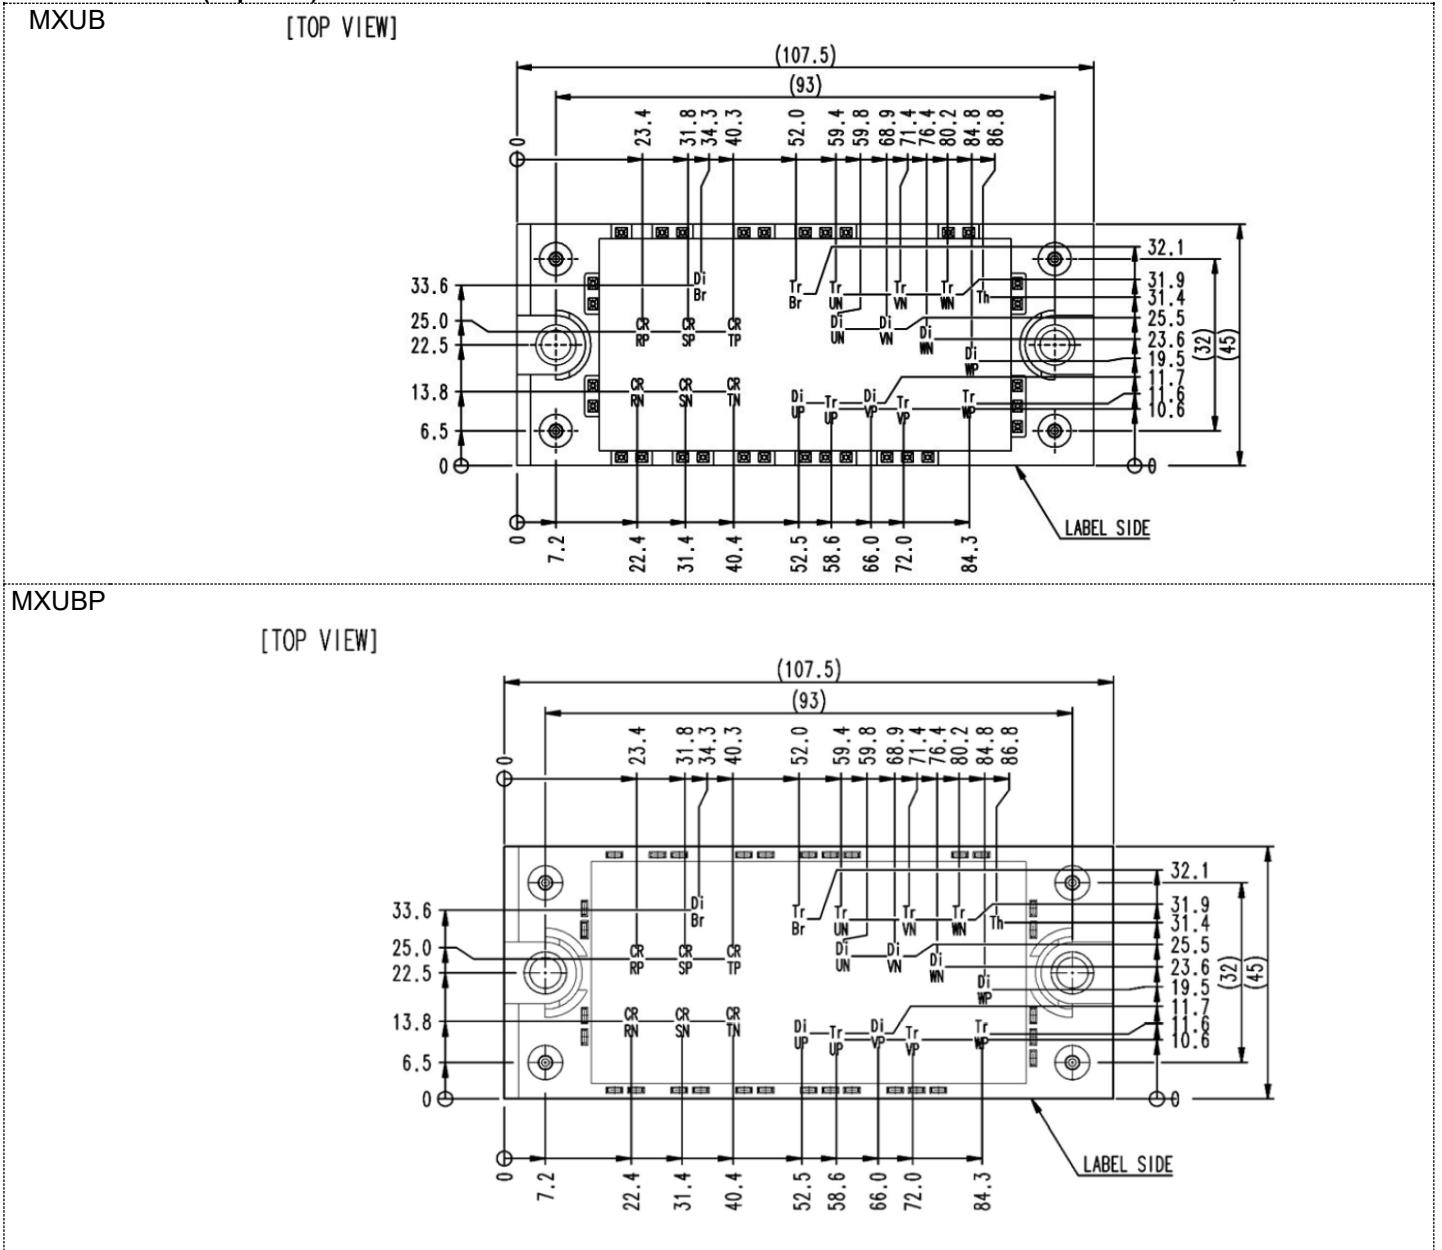 MXUB
[TOP VIEW]
(107.5)
(93)
0 23.4 31.8 34.3 40.3 52.0 59.4 59.8 68.9 71.4 76.4 80.2 84.8 86.8
33.6
25.0
22.5
13.8
6.5
0
Di Br
Tr Br
Tr UN
Tr VN
Tr WN
Th
CR RP
CR SP
CR TP
Di UN
Di VN
Di WN
Di WP
CR RN
CR SN
CR TN
Di UP
Tr UP
Di VP
Tr VP
Tr WP
32.1
31.9
31.4
25.5
23.6
19.5
11.7
11.6
10.6
0
(32)
(45)
LABEL SIDE
0 7.2 22.4 31.4 40.4 52.5 58.6 66.0 72.0 84.3
MXUBP
[TOP VIEW]
(107.5)
(93)
0 23.4 31.8 34.3 40.3 52.0 59.4 59.8 68.9 71.4 76.4 80.2 84.8 86.8
33.6
25.0
22.5
13.8
6.5
0
Di Br
Tr Br
Tr UN
Tr VN
Tr WN
Th
CR RP
CR SP
CR TP
Di UN
Di VN
Di WN
Di WP
CR RN
CR SN
CR TN
Di UP
Tr UP
Di VP
Tr VP
Tr WP
32.1
31.9
31.4
25.5
23.6
19.5
11.7
11.6
10.6
0
(32)
(45)
LABEL SIDE
0 7.2 22.4 31.4 40.4 52.5 58.6 66.0 72.0 84.3